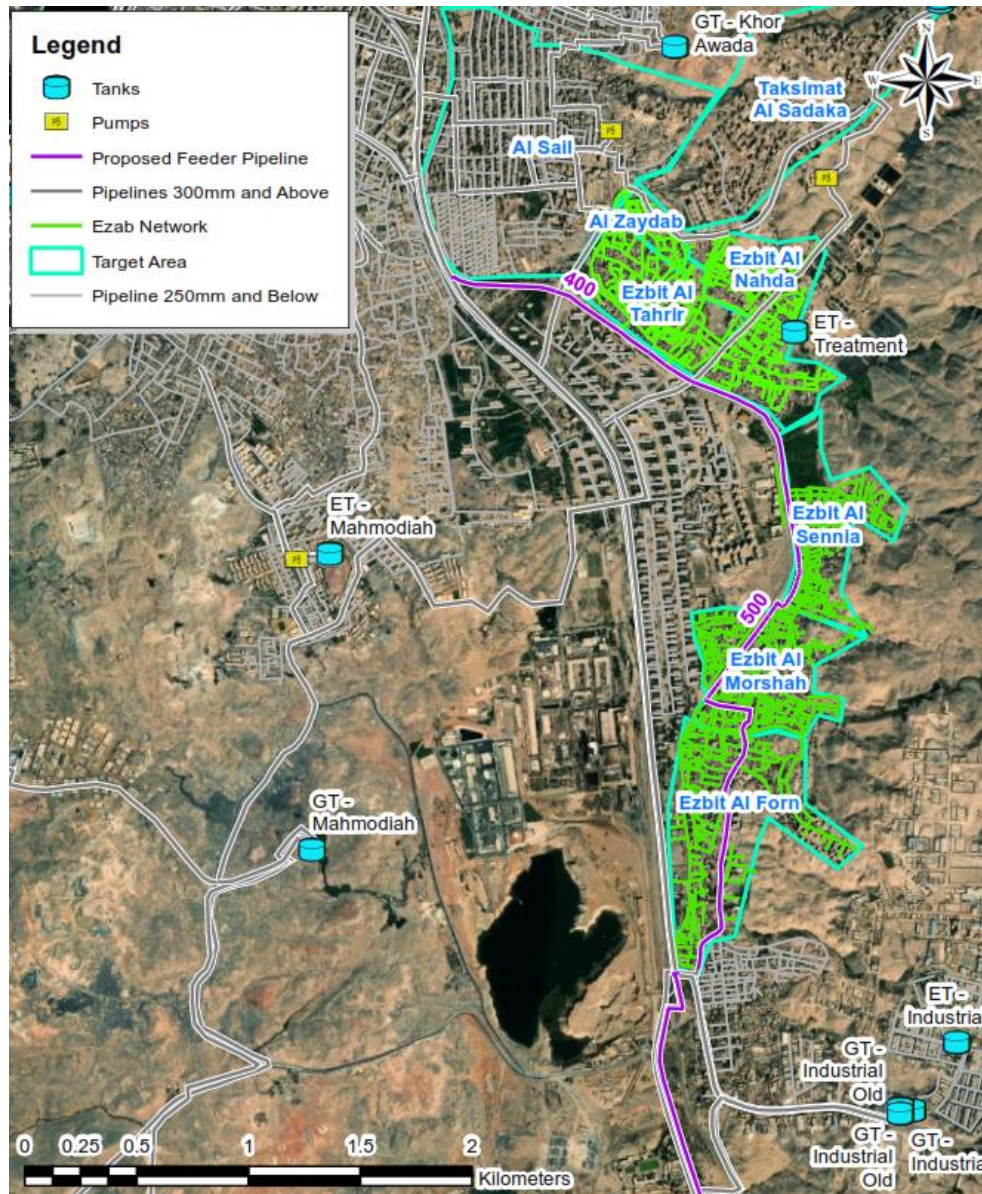 Legend
Tanks
Pumps
Proposed Feeder Pipeline
Pipelines 300mm and Above
Ezab Network
Target Area
Pipeline 250mm and Below
GT - Khor
Awada
N
W
E
S
Taksimat
Al Sadaka
Al Sail
Al Zaydab
Ezbit Al
Nahda
400
Ezbit Al
Tahrir
ET -
Treatment
ET -
Mahmodiah
Ezbit Al
Sennia
500
Ezbit Al
Morshah
GT -
Mahmodiah
Ezbit Al Forn
ET -
Industrial
GT -
Industrial
Old
GT -
Industrial
Old
GT -
Industrial
0 0.25 0.5 1 1.5 2
Kilometers